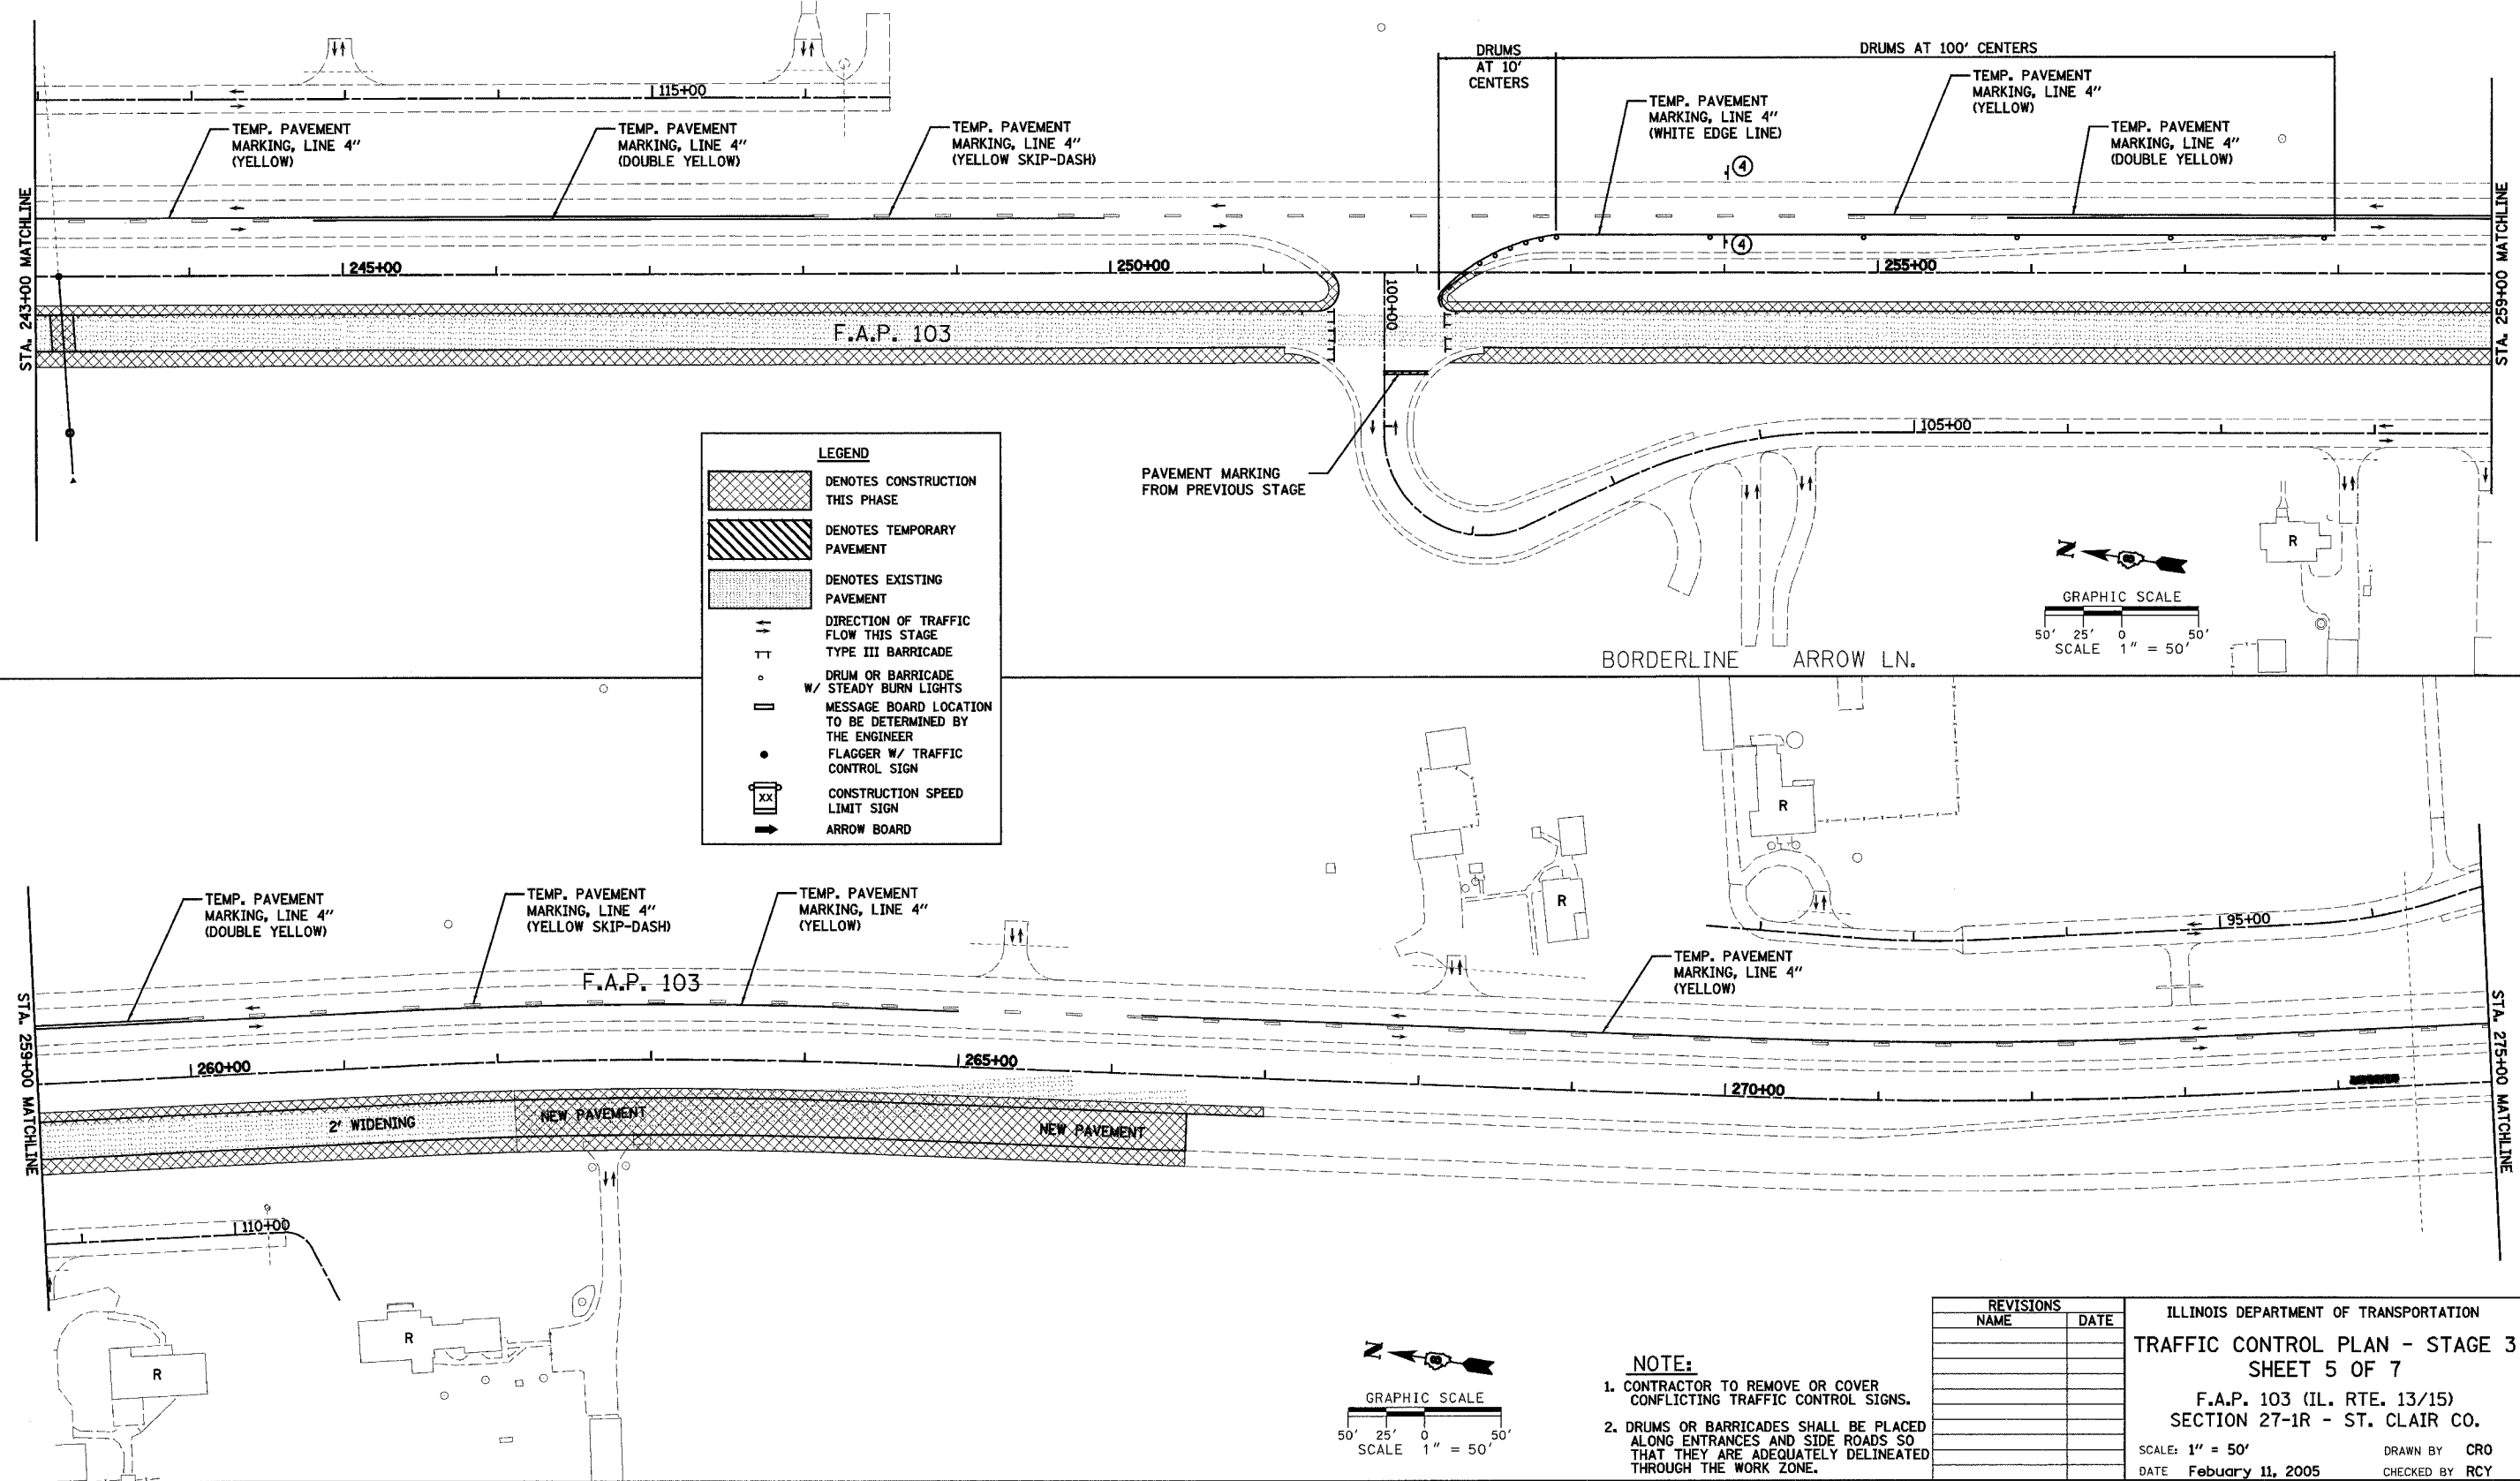 DRUMS
AT 10'
CENTERS
DRUMS AT 100' CENTERS
115+00
TEMP. PAVEMENT
MARKING, LINE 4"
(YELLOW)
TEMP. PAVEMENT
MARKING, LINE 4"
(DOUBLE YELLOW)
TEMP. PAVEMENT
MARKING, LINE 4"
(YELLOW SKIP-DASH)
TEMP. PAVEMENT
MARKING, LINE 4"
(WHITE EDGE LINE)
TEMP. PAVEMENT
MARKING, LINE 4"
(YELLOW)
TEMP. PAVEMENT
MARKING, LINE 4"
(DOUBLE YELLOW)
4
4
STA. 243+00 MATCHLINE
245+00
250+00
255+00
STA. 259+00 MATCHLINE
100+00
F.A.P. 103
105+00
PAVEMENT MARKING
FROM PREVIOUS STAGE
LEGEND
DENOTES CONSTRUCTION
THIS PHASE
DENOTES TEMPORARY
PAVEMENT
DENOTES EXISTING
PAVEMENT
DIRECTION OF TRAFFIC
FLOW THIS STAGE
TYPE III BARRICADE
DRUM OR BARRICADE
W/ STEADY BURN LIGHTS
MESSAGE BOARD LOCATION
TO BE DETERMINED BY
THE ENGINEER
FLAGGER W/ TRAFFIC
CONTROL SIGN
XX
CONSTRUCTION SPEED
LIMIT SIGN
ARROW BOARD
R
N
GRAPHIC SCALE
50' 25' 0 50'
SCALE 1" = 50'
BORDERLINE ARROW LN.
TEMP. PAVEMENT
MARKING, LINE 4"
(DOUBLE YELLOW)
TEMP. PAVEMENT
MARKING, LINE 4"
(YELLOW SKIP-DASH)
TEMP. PAVEMENT
MARKING, LINE 4"
(YELLOW)
R
R
TEMP. PAVEMENT
MARKING, LINE 4"
(YELLOW)
95+00
F.A.P. 103
STA. 259+00 MATCHLINE
260+00
265+00
270+00
STA. 275+00 MATCHLINE
2' WIDENING
NEW PAVEMENT
NEW PAVEMENT
110+00
R
R
N
GRAPHIC SCALE
50' 25' 0 50'
SCALE 1" = 50'
NOTE:
1. CONTRACTOR TO REMOVE OR COVER
CONFLICTING TRAFFIC CONTROL SIGNS.
2. DRUMS OR BARRICADES SHALL BE PLACED
ALONG ENTRANCES AND SIDE ROADS SO
THAT THEY ARE ADEQUATELY DELINEATED
THROUGH THE WORK ZONE.
REVISIONS
NAME DATE
ILLINOIS DEPARTMENT OF TRANSPORTATION
TRAFFIC CONTROL PLAN - STAGE 3
SHEET 5 OF 7
F.A.P. 103 (IL. RTE. 13/15)
SECTION 27-1R - ST. CLAIR CO.
SCALE: 1" = 50'
DRAWN BY CRO
DATE Febuary 11, 2005
CHECKED BY RCY